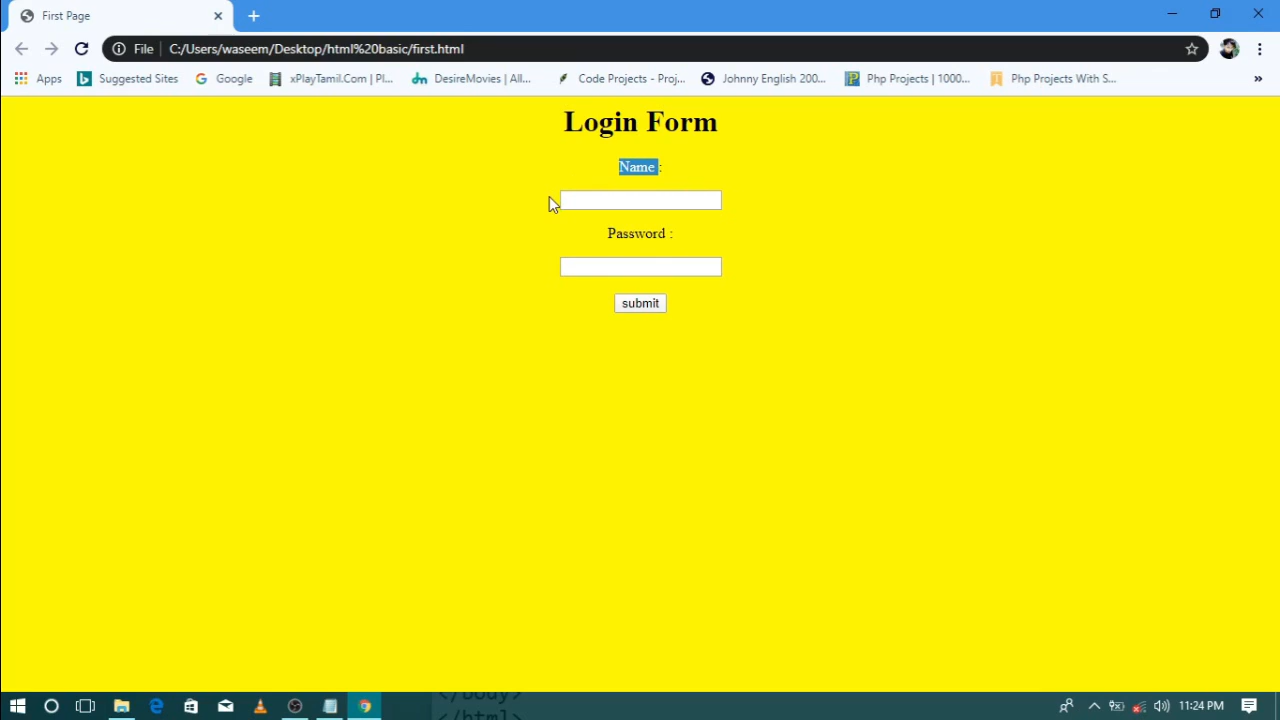 First Page
File C:/Users/waseem/Desktop/html%20basic/first.html
Apps Suggested Sites Google xPlayTamil.Com | Pl... DesireMovies | All... Code Projects - Proj... Johnny English 200... Php Projects | 1000... Php Projects With S... »
Login Form
Name :
Password :
submit
</body>
</html>
11:24 PM